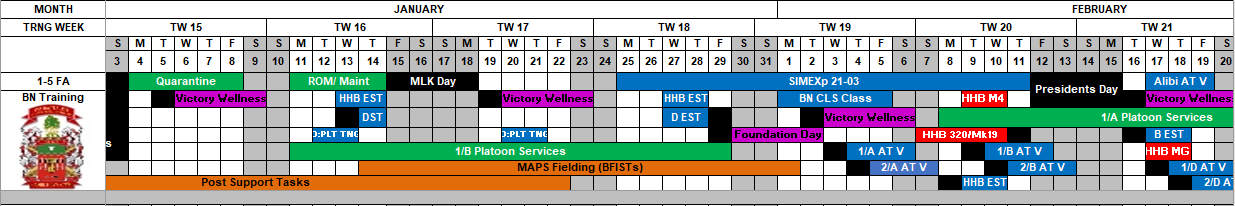 MONTH JANUARY FEBRUARY
TRNG WEEK TW 15 TW 16 TW 17 TW 18 TW 19 TW 20 TW 21
S M T W T F S S M T W T F S S M T W T F S S M T W T F S S M T W T F S S M T W T F S S M T W T F S
3 4 5 6 7 8 9 10 11 12 13 14 15 16 17 18 19 20 21 22 23 24 25 26 27 28 29 30 31 1 2 3 4 5 6 7 8 9 10 11 12 13 14 15 16 17 18 19 20
1-5 FA Quarantine ROM/ Maint MLK Day SIMEXp 21-03 Presidents Day Alibi AT V
BN Training Victory Wellness HHB EST Victory Wellness HHB EST BN CLS Class HHB M4 Victory Wellness
DST D EST Victory Wellness 1/A Platoon Services
s D:PLT TNG D:PLT TNG Foundation Day HHB 320/Mk19 B EST
1/B Platoon Services 1/A AT V 1/B AT V HHB MG
MAPS Fielding (BFISTs) 2/A AT V 2/B AT V 1/D AT V
Post Support Tasks HHB EST 2/D AT